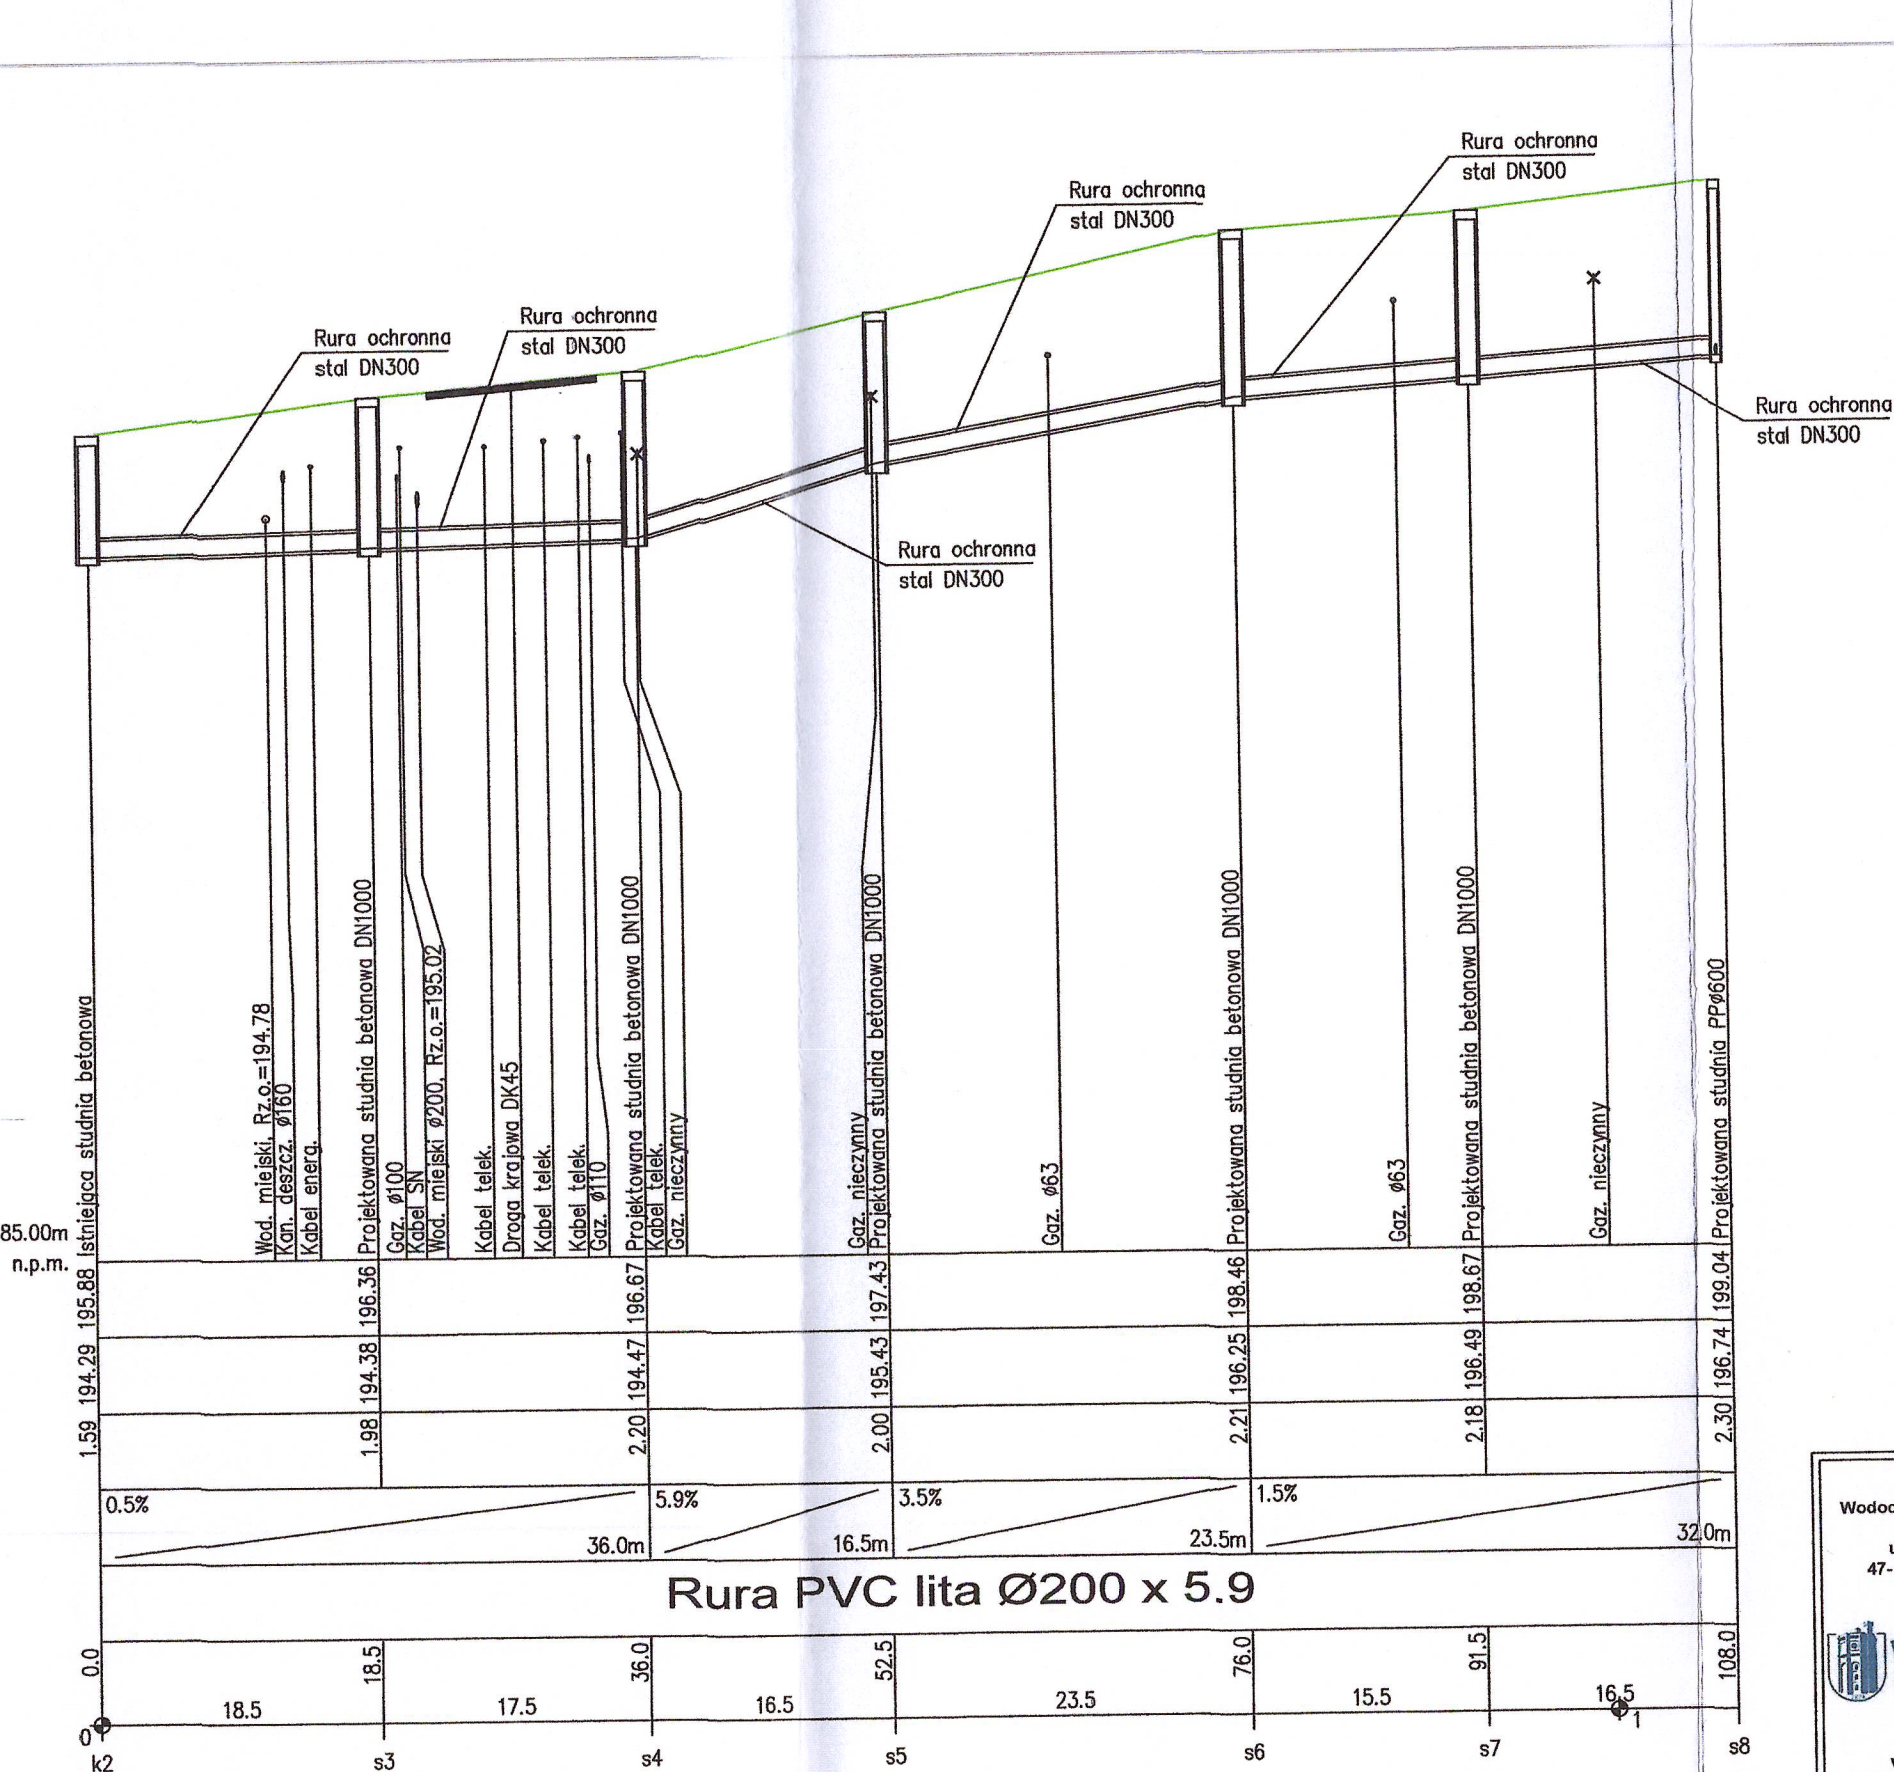 Rura ochronna
stal DN300
Rura ochronna
stal DN300
Rura ochronna
stal DN300
Rura ochronna
stal DN300
Rura ochronna
stal DN300
Rura ochronna
stal DN300
85.00m
n.p.m.
Istniejąca studnia betonowa
Wod. miejski, Rz.o.=194.78
Kan. deszcz. ø160
Kabel energ.
Projektowana studnia betonowa DN1000
Gaz. ø100
Kabel SN
Wod. miejski ø200, Rz.o.=195.02
Kabel telek.
Droga krajowa DK45
Kabel telek.
Kabel telek.
Gaz. ø110
Projektowana studnia betonowa DN1000
Kabel telek.
Gaz. nieczynny
Gaz. nieczynny
Projektowana studnia betonowa DN1000
Gaz. ø63
Projektowana studnia betonowa DN1000
Gaz. ø63
Projektowana studnia betonowa DN1000
Gaz. nieczynny
Projektowana studnia PPø600
195.88 196.36 196.67 197.43 198.46 198.67 199.04
194.29 194.38 194.47 195.43 196.25 196.49 196.74
1.59 1.98 2.20 2.00 2.21 2.18 2.30
0.5% 5.9% 3.5% 1.5%
36.0m 16.5m 23.5m 32.0m
Rura PVC lita Ø200 x 5.9
0.0 18.5 36.0 52.5 76.0 91.5 108.0
18.5 17.5 16.5 23.5 15.5 16.5
0 1
k2 s3 s4 s5 s6 s7 s8
47-